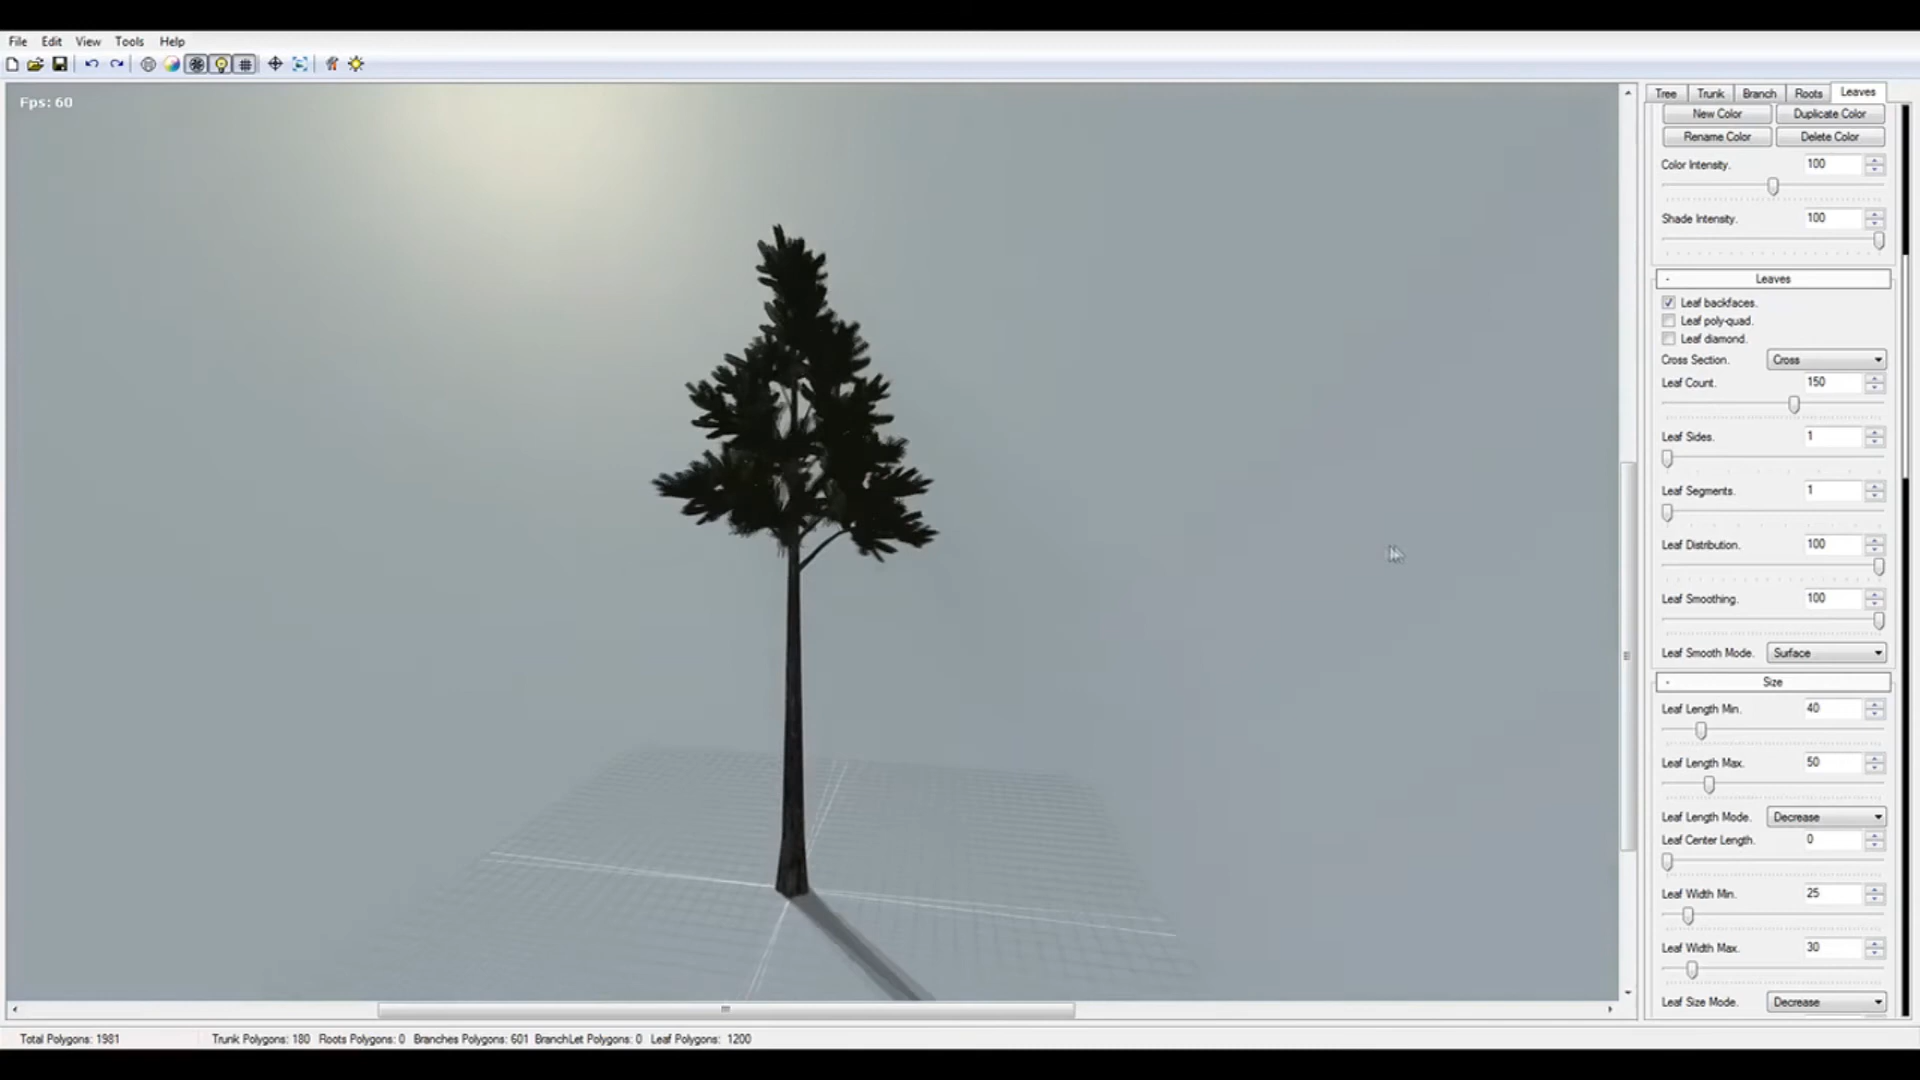 File Edit View Tools Help
Fps: 60
Tree Trunk Branch Roots Leaves
New Color Duplicate Color
Rename Color Delete Color
Color Intensity. 100
Shade Intensity. 100
- Leaves
Leaf backfaces.
Leaf poly-quad.
Leaf diamond.
Cross Section. Cross
Leaf Count. 150
Leaf Sides. 1
Leaf Segments. 1
Leaf Distribution. 100
Leaf Smoothing. 100
Leaf Smooth Mode. Surface
- Size
Leaf Length Min. 40
Leaf Length Max. 50
Leaf Length Mode. Decrease
Leaf Center Length. 0
Leaf Width Min. 25
Leaf Width Max. 30
Leaf Size Mode. Decrease
Total Polygons: 1981 Trunk Polygons: 180 Roots Polygons: 0 Branches Polygons: 601 BranchLet Polygons: 0 Leaf Polygons: 1200